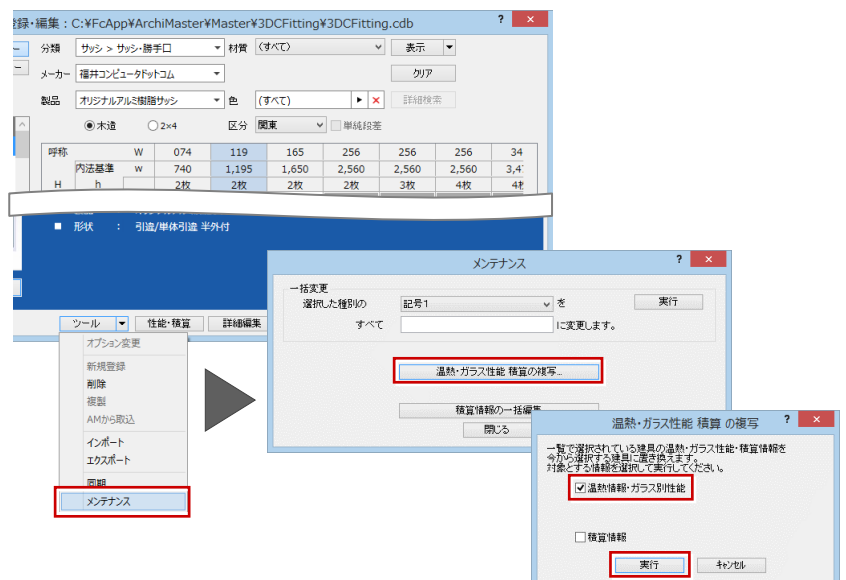 登録・編集：C:¥FcApp¥ArchiMaster¥Master¥3DCFitting¥3DCFitting.cdb ? ×
分類 サッシ > サッシ・勝手口 材質 (すべて) 表示
メーカー 福井コンピュータドットコム クリア
製品 オリジナルアルミ樹脂サッシ 色 (すべて) × 詳細検索
木造 2×4 区分 関東 単純段差
呼称 W 074 119 165 256 256 256 34
内法基準 w 740 1,195 1,650 2,560 2,560 2,560
H h 2枚 2枚 2枚 2枚 3枚 4枚
形状 ： 引違/単体引違 半外付
ツール 性能・積算 詳細編集
オプション変更
新規登録
削除
複製
AMから取込
インポート
エクスポート
同期
メンテナンス
メンテナンス ? ×
一括変更
選択した種別の 記号1 を 実行
すべて に変更します。
温熱・ガラス性能 積算の複写...
積算情報の一括編集
閉じる
温熱・ガラス性能 積算 の複写 ? ×
一覧で選択されている建具の温熱・ガラス性能・積算情報を
今から選択する建具に置き換えます。
対象とする情報を選択して実行してください。
温熱情報・ガラス別性能
積算情報
実行 キャンセル